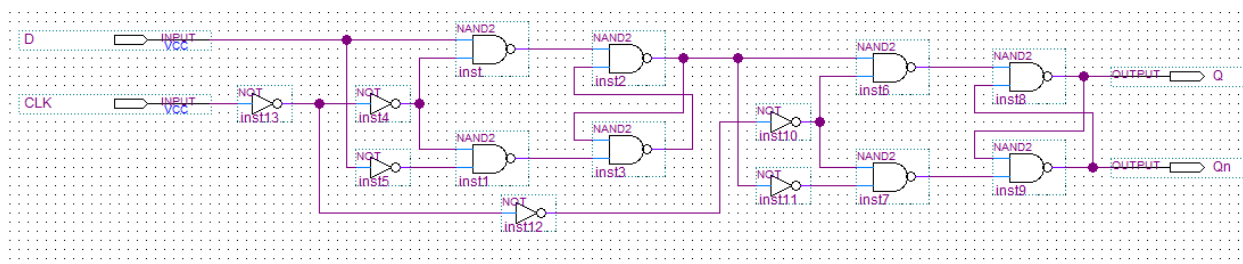 D
INPUT
VCC
NAND2
inst
NAND2
inst2
NAND2
inst6
NAND2
inst8
OUTPUT
Q
CLK
INPUT
VCC
NOT
inst13
NOT
inst4
NOT
inst10
NOT
inst5
NAND2
inst1
NAND2
inst3
NOT
inst11
NAND2
inst7
NAND2
inst9
OUTPUT
Qn
NOT
inst12